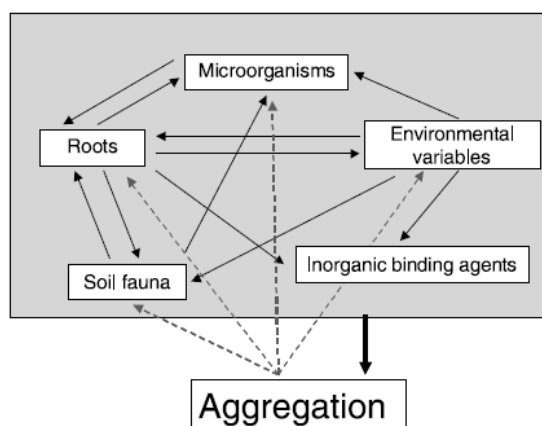 Microorganisms
Roots
Environmental
variables
Soil fauna
Inorganic binding agents
Aggregation